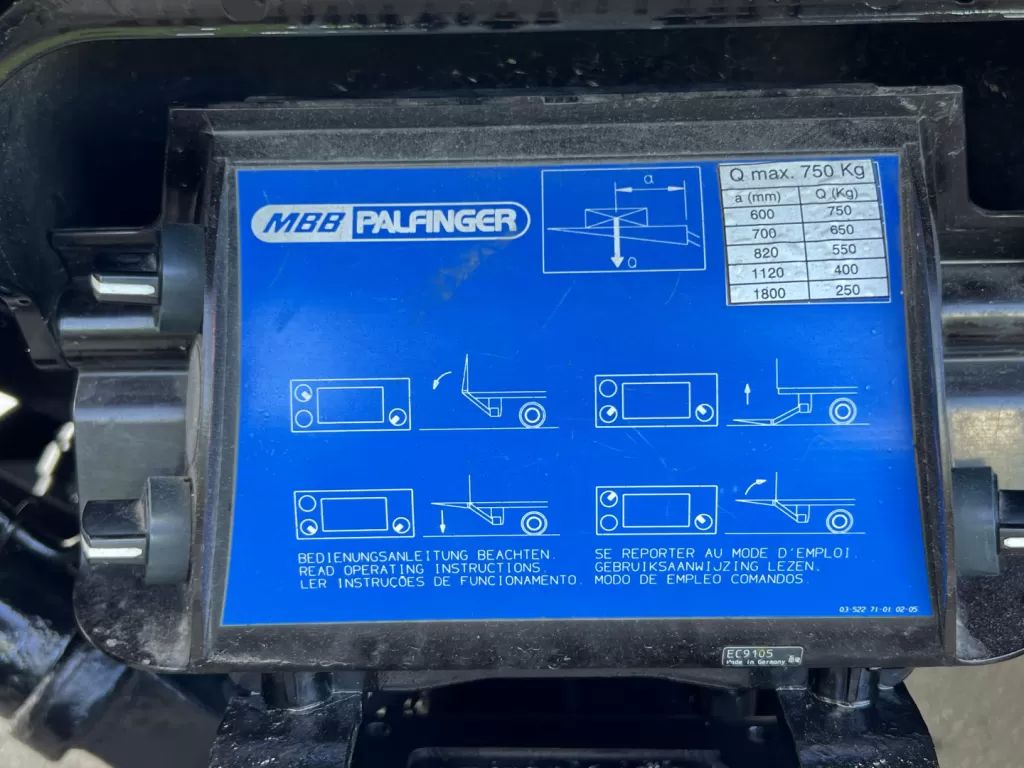 MBB PALFINGER
a
Q
Q max. 750 Kg
a (mm) Q (Kg)
600 750
700 650
820 550
1120 400
1800 250
BEDIENUNGSANLEITUNG BEACHTEN.
READ OPERATING INSTRUCTIONS.
LER INSTRUÇOES DE FUNCIONAMENTO.
SE REPORTER AU MODE D'EMPLOI.
GEBRUIKSAANWIJZING LEZEN.
MODO DE EMPLEO COMANDOS.
03-522 71-01 02-05
EC9105
Made in Germany